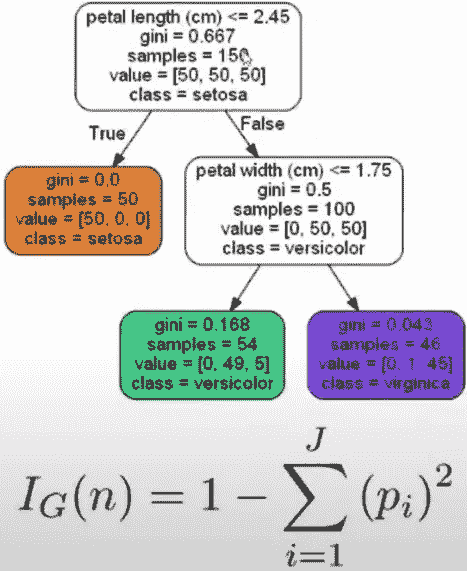 petal length (cm) <= 2.45
gini = 0.667
samples = 150
value = [50, 50, 50]
class = setosa
True
False
gini = 0.0
samples = 50
value = [50, 0, 0]
class = setosa
petal width (cm) <= 1.75
gini = 0.5
samples = 100
value = [0, 50, 50]
class = versicolor
gini = 0.168
samples = 54
value = [0, 49, 5]
class = versicolor
gini = 0.043
samples = 46
value = [0, 1, 45]
class = virginica
I_G(n) = 1 - \sum_{i=1}^{J} (p_i)^2